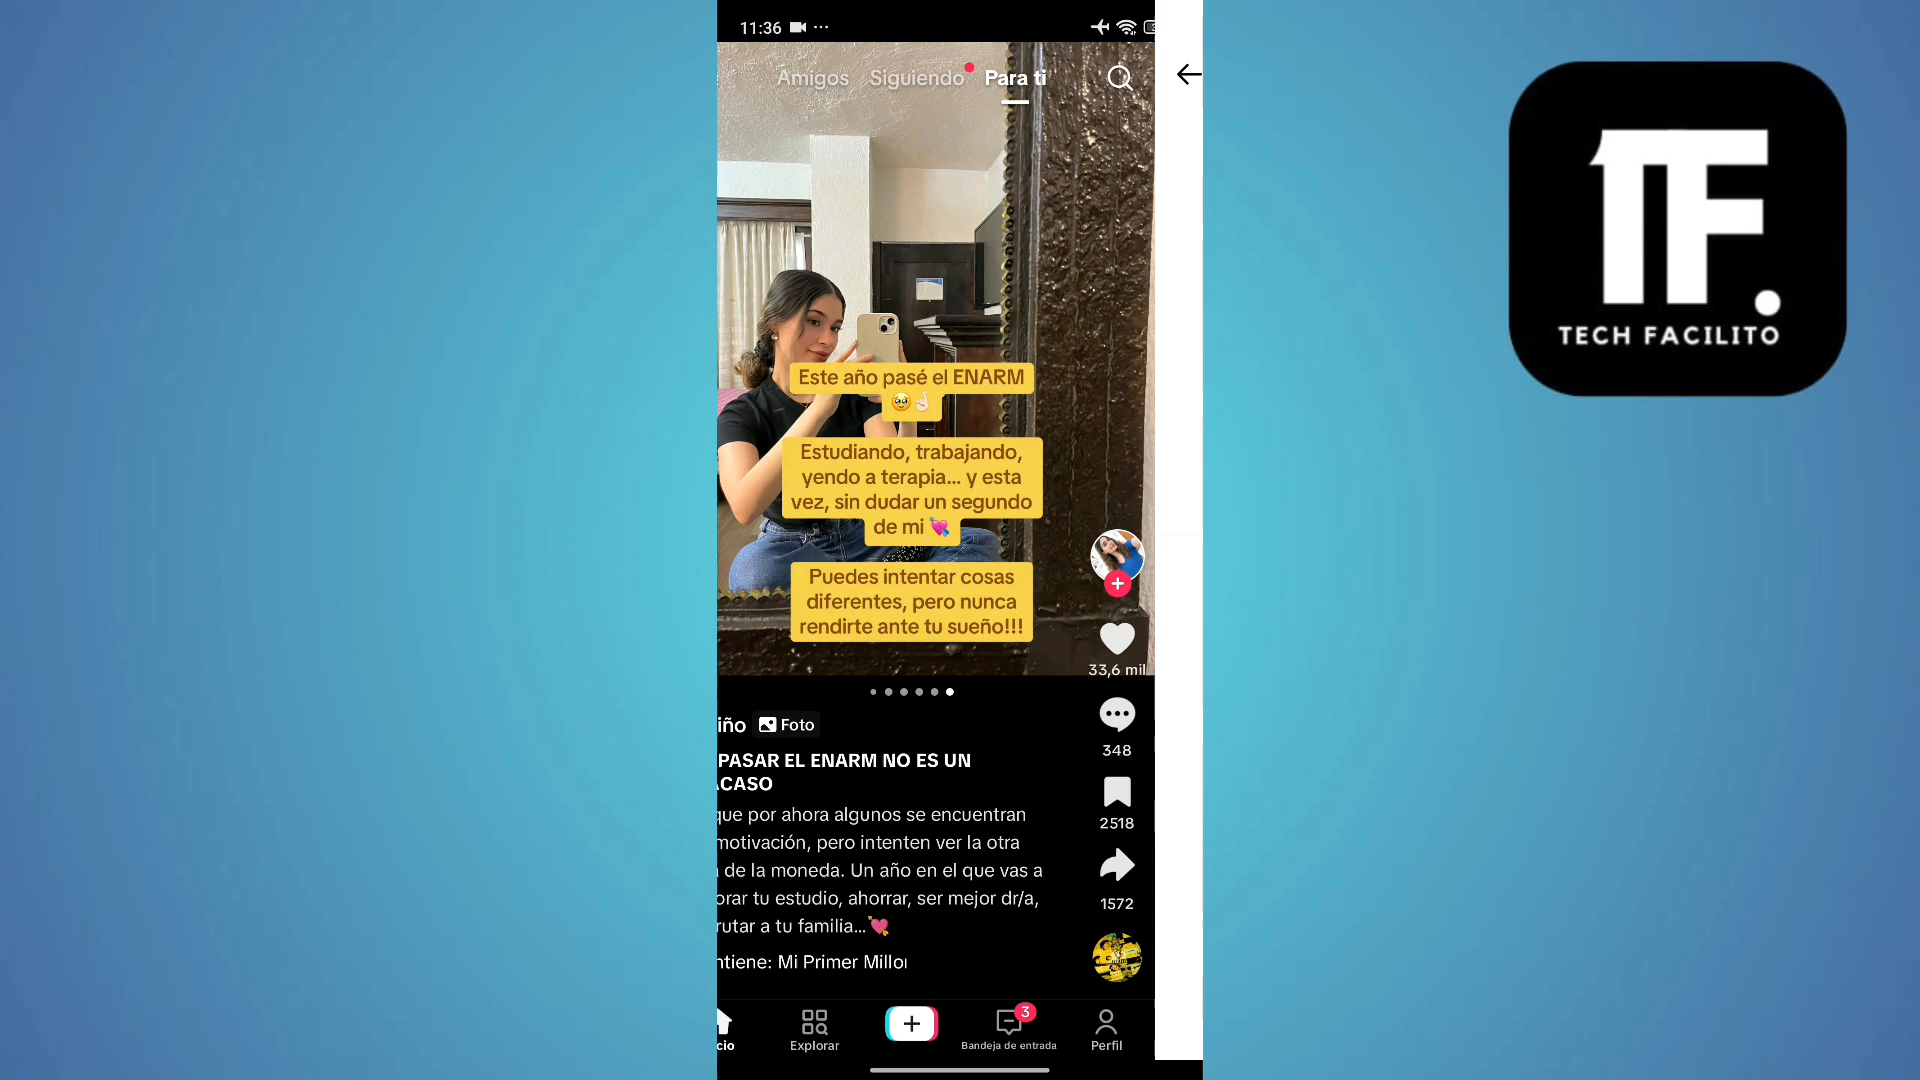 11:36
Amigos Siguiendo Para ti
TF.
TECH FACILITO
Este año pasé el ENARM
🥹🤞🏻
Estudiando, trabajando,
yendo a terapia... y esta
vez, sin dudar un segundo
de mi 💘
Puedes intentar cosas
diferentes, pero nunca
rendirte ante tu sueño!!!
33,6 mil
iño Foto
348
PASAR EL ENARM NO ES UN
CASO
que por ahora algunos se encuentran
motivación, pero intenten ver la otra
2518
de la moneda. Un año en el que vas a
orar tu estudio, ahorrar, ser mejor dr/a,
1572
rutar a tu familia... 💘
ntiene: Mi Primer Millo
3
cio Explorar Bandeja de entrada Perfil